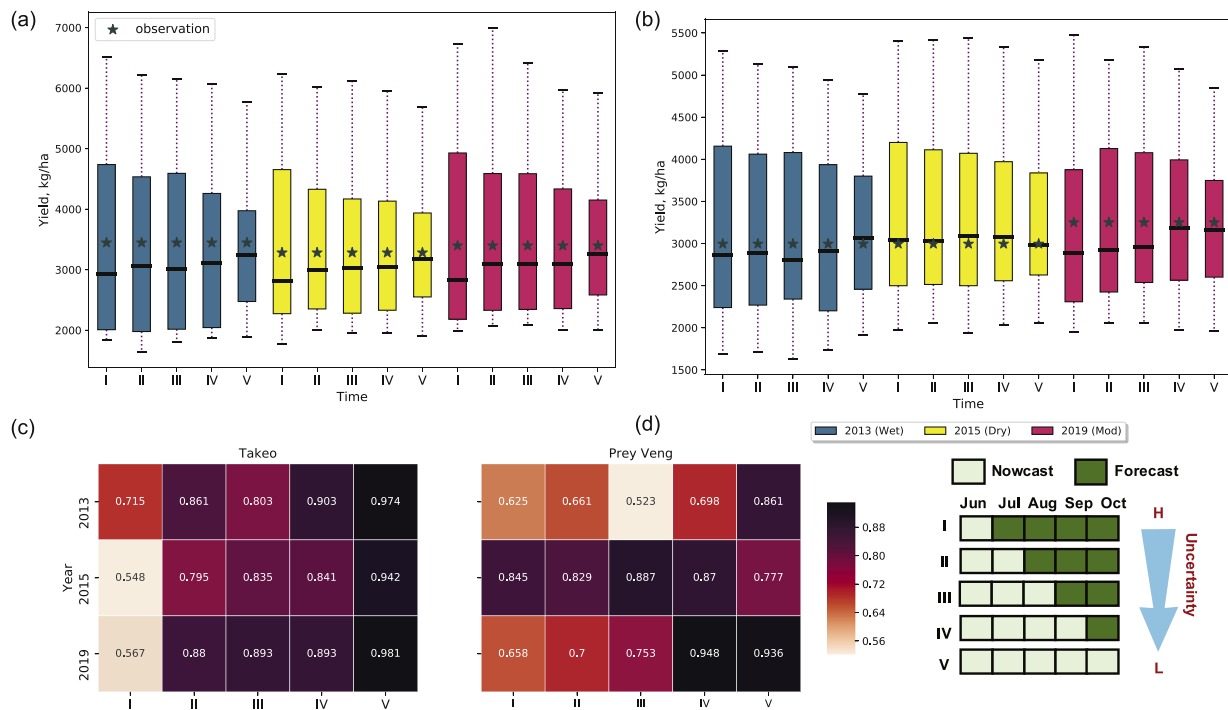 (a)
7000
6000
5000
4000
3000
2000
Yield, kg/ha
observation
I II III IV V I II III IV V I II III IV V
Time
(b)
5500
5000
4500
4000
3500
3000
2500
2000
1500
Yield, kg/ha
I II III IV V I II III IV V I II III IV V
Time
2013 (Wet) 2015 (Dry) 2019 (Mod)
(c)
Takeo
Year
2013
0.715 0.861 0.803 0.903 0.974
2015
0.548 0.795 0.835 0.841 0.942
2019
0.567 0.88 0.893 0.893 0.981
I II III IV V
Prey Veng
0.625 0.661 0.523 0.698 0.861
0.845 0.829 0.887 0.87 0.777
0.658 0.7 0.753 0.948 0.936
I II III IV V
0.88
0.80
0.72
0.64
0.56
(d)
Nowcast Forecast
Jun Jul Aug Sep Oct
I
II
III
IV
V
H
Uncertainty
L